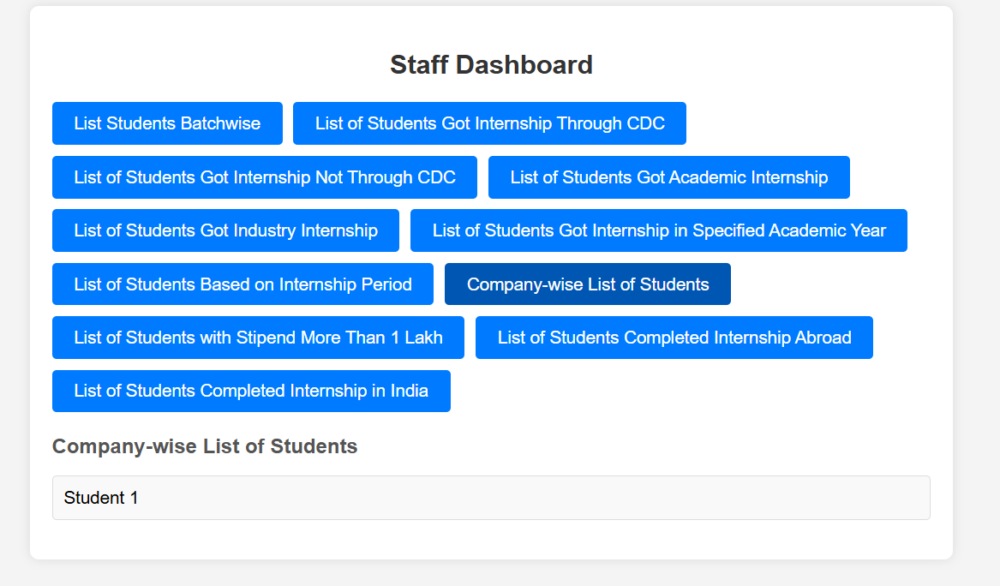 Staff Dashboard
List Students Batchwise
List of Students Got Internship Through CDC
List of Students Got Internship Not Through CDC
List of Students Got Academic Internship
List of Students Got Industry Internship
List of Students Got Internship in Specified Academic Year
List of Students Based on Internship Period
Company-wise List of Students
List of Students with Stipend More Than 1 Lakh
List of Students Completed Internship Abroad
List of Students Completed Internship in India
Company-wise List of Students
Student 1